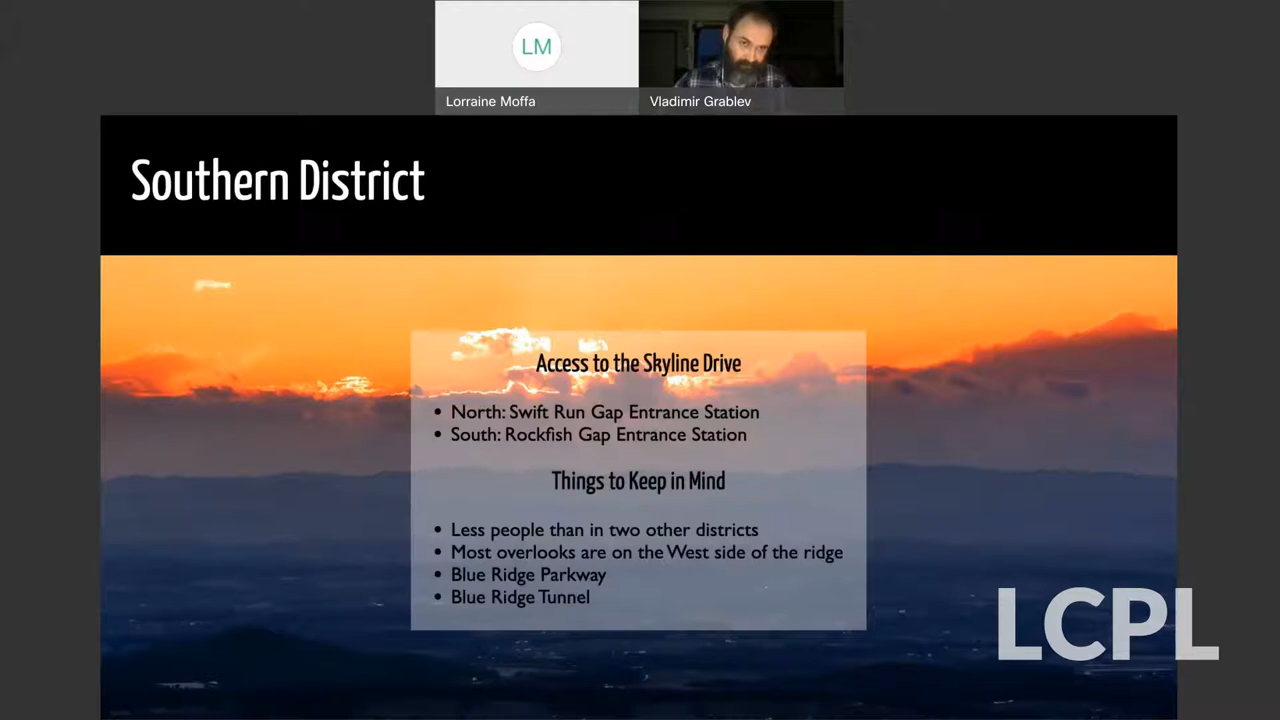 LM
Lorraine Moffa
Vladimir Grablev
Southern District
Access to the Skyline Drive
• North: Swift Run Gap Entrance Station
• South: Rockfish Gap Entrance Station
Things to Keep in Mind
• Less people than in two other districts
• Most overlooks are on the West side of the ridge
• Blue Ridge Parkway
• Blue Ridge Tunnel
LCPL